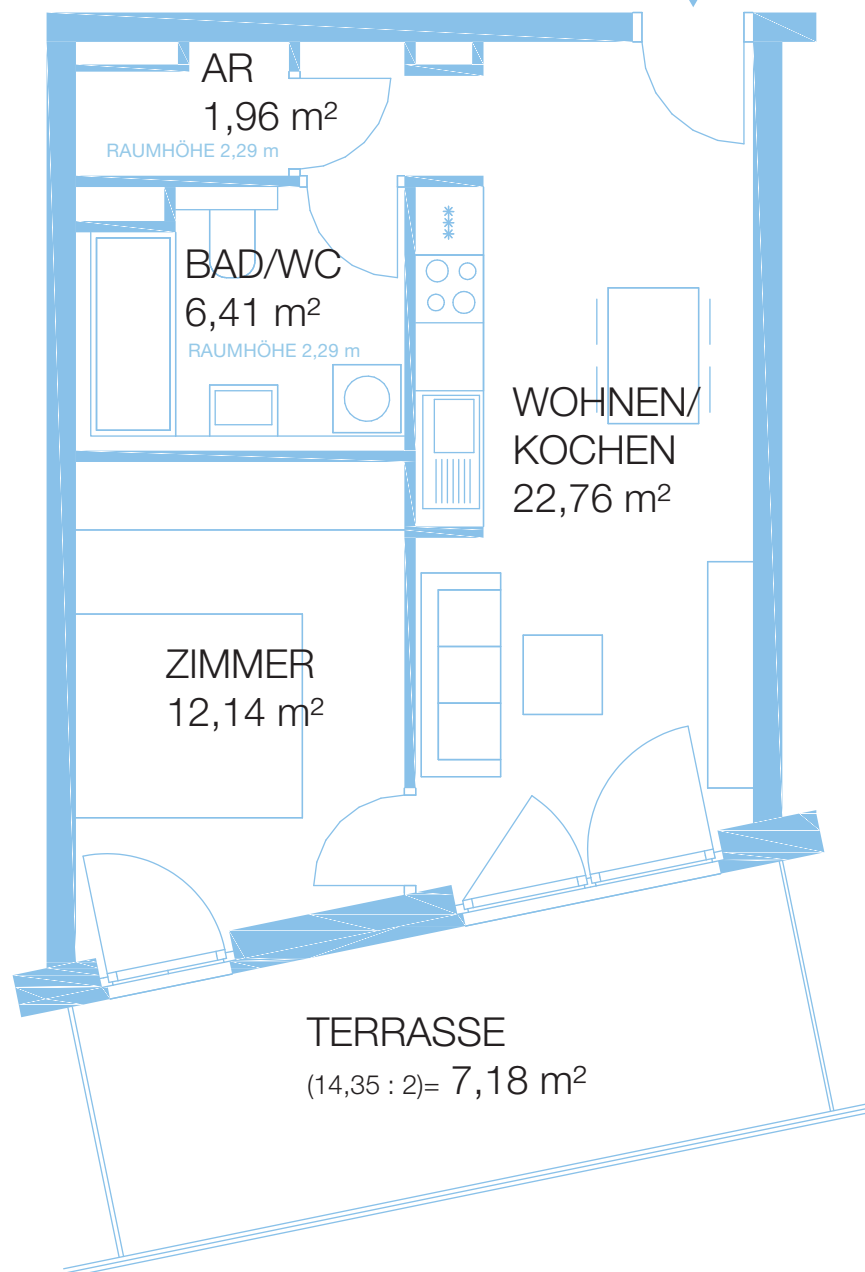 AR
1,96 m²
RAUMHÖHE 2,29 m
BAD/WC
6,41 m²
RAUMHÖHE 2,29 m
WOHNEN/
KOCHEN
22,76 m²
ZIMMER
12,14 m²
TERRASSE
(14,35 : 2)= 7,18 m²